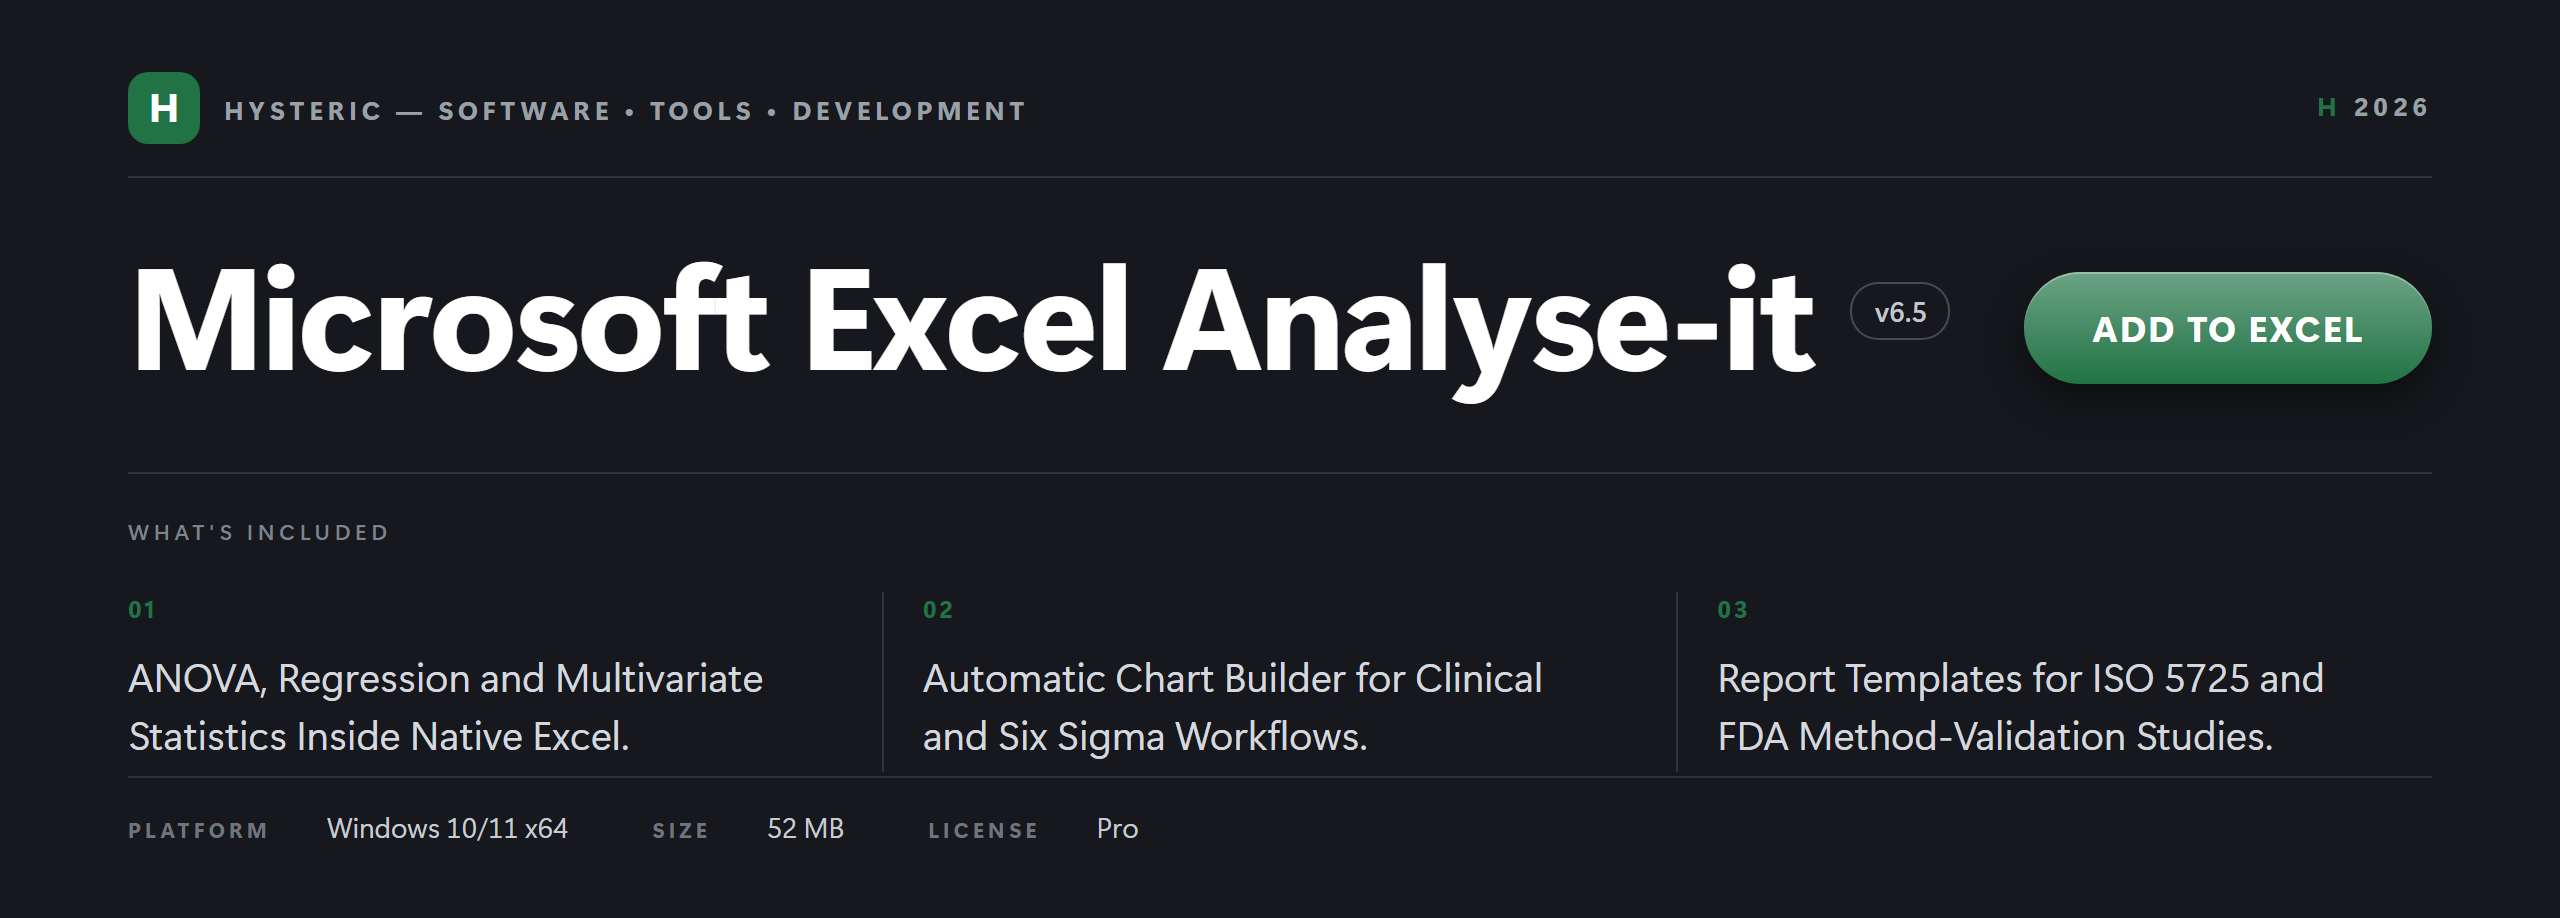 H HYSTERIC — SOFTWARE • TOOLS • DEVELOPMENT
H 2026
Microsoft Excel Analyse-it v6.5
ADD TO EXCEL
WHAT'S INCLUDED
01
ANOVA, Regression and Multivariate
Statistics Inside Native Excel.
02
Automatic Chart Builder for Clinical
and Six Sigma Workflows.
03
Report Templates for ISO 5725 and
FDA Method-Validation Studies.
PLATFORM Windows 10/11 x64 SIZE 52 MB LICENSE Pro